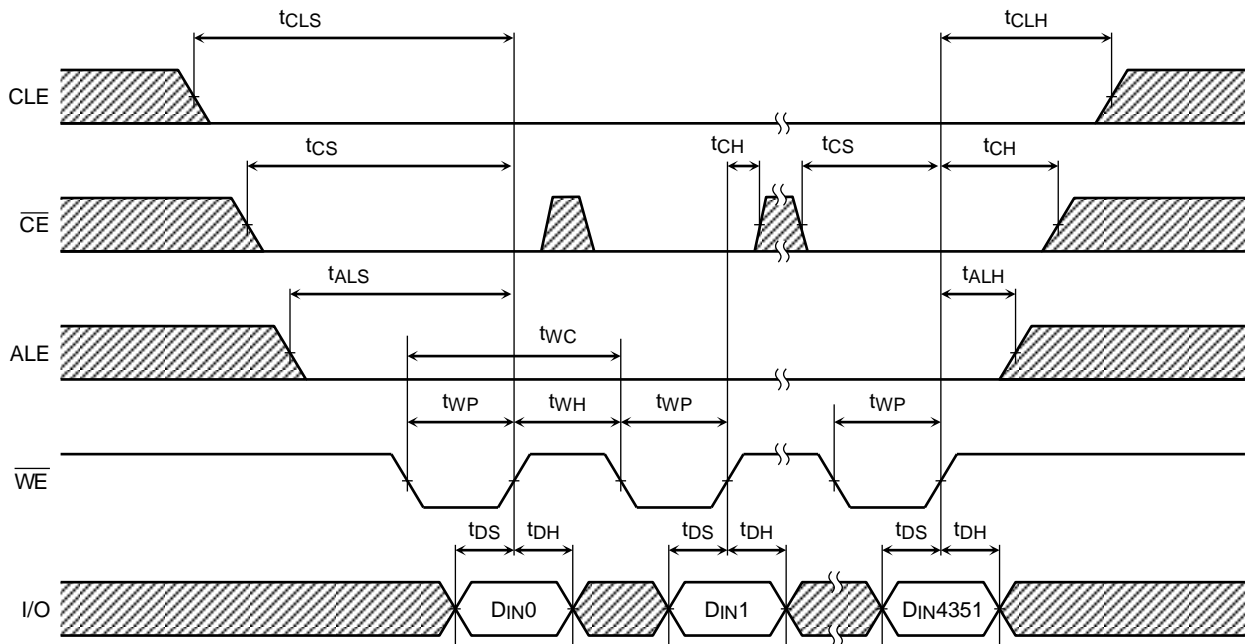 tCLS
tCLH
CLE
tCS
tCH
tCS
tCH
CE
tALS
tALH
ALE
tWC
tWP
tWH
tWP
tWP
WE
tDS
tDH
tDS
tDH
tDS
tDH
I/O
DIN0
DIN1
DIN4351